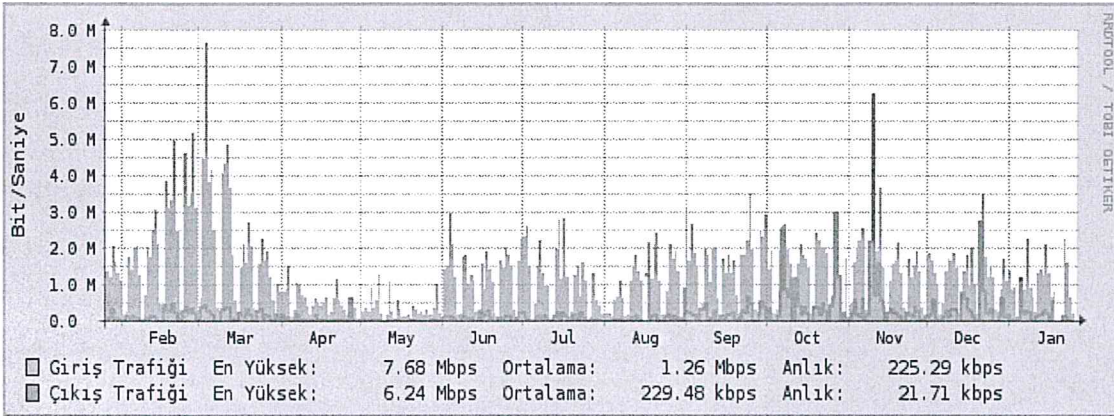 RRDTOOL / TOBI OETIKER
Bit/Saniye
8.0 M
7.0 M
6.0 M
5.0 M
4.0 M
3.0 M
2.0 M
1.0 M
0.0
Feb Mar Apr May Jun Jul Aug Sep Oct Nov Dec Jan
Giriş Trafiği En Yüksek: 7.68 Mbps Ortalama: 1.26 Mbps Anlık: 225.29 kbps
Çıkış Trafiği En Yüksek: 6.24 Mbps Ortalama: 229.48 kbps Anlık: 21.71 kbps